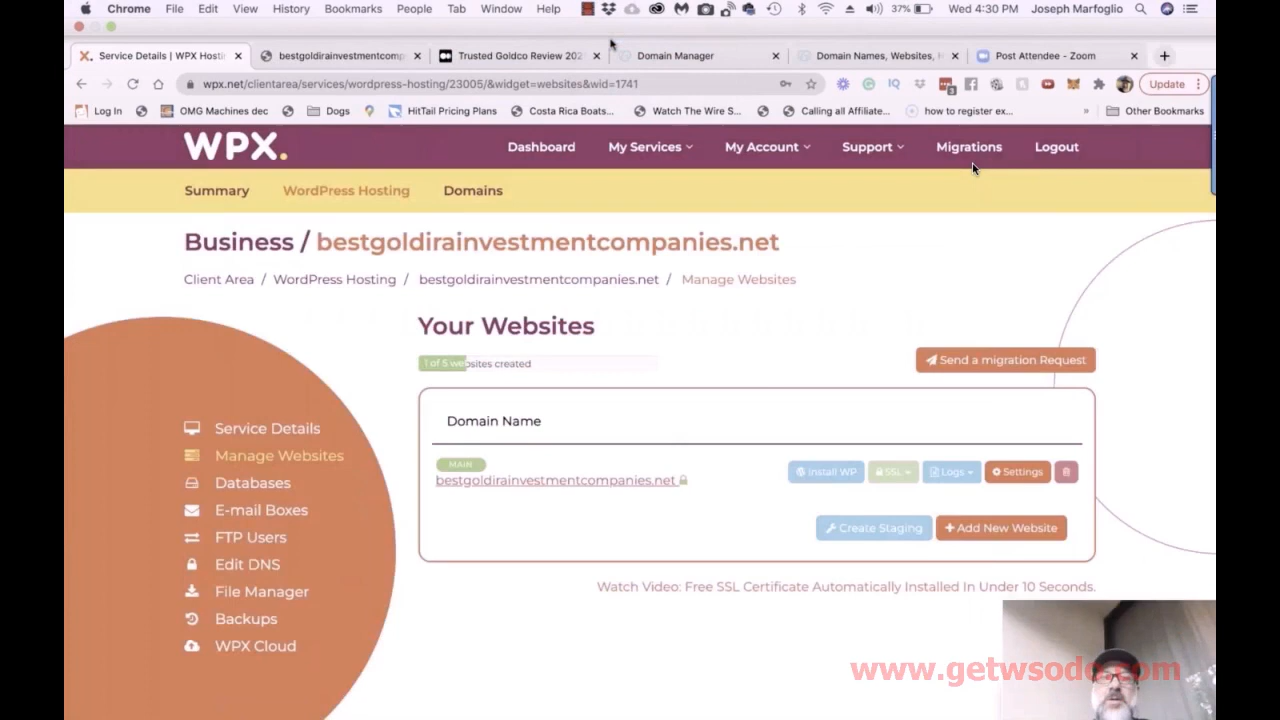 Chrome File Edit View History Bookmarks People Tab Window Help 37% Wed 4:30 PM Joseph Marfoglio
Service Details | WPX Hosti bestgoldirainvestmentcomp Trusted Goldco Review 202 Domain Manager Domain Names, Websites, H Post Attendee - Zoom
wpx.net/clientarea/services/wordpress-hosting/23005/&widget=websites&wid=1741 Update
Log In OMG Machines dec Dogs HitTail Pricing Plans Costa Rica Boats... Watch The Wire S... Calling all Affiliate... how to register ex... » Other Bookmarks
WPX. Dashboard My Services My Account Support Migrations Logout
Summary WordPress Hosting Domains
Business / bestgoldirainvestmentcompanies.net
Client Area / WordPress Hosting / bestgoldirainvestmentcompanies.net / Manage Websites
Your Websites
1 of 5 websites created
Send a migration Request
Domain Name
MAIN
bestgoldirainvestmentcompanies.net
Install WP SSL Logs Settings
Create Staging Add New Website
Watch Video: Free SSL Certificate Automatically Installed In Under 10 Seconds.
Service Details
Manage Websites
Databases
E-mail Boxes
FTP Users
Edit DNS
File Manager
Backups
WPX Cloud
www.getwsodo.com